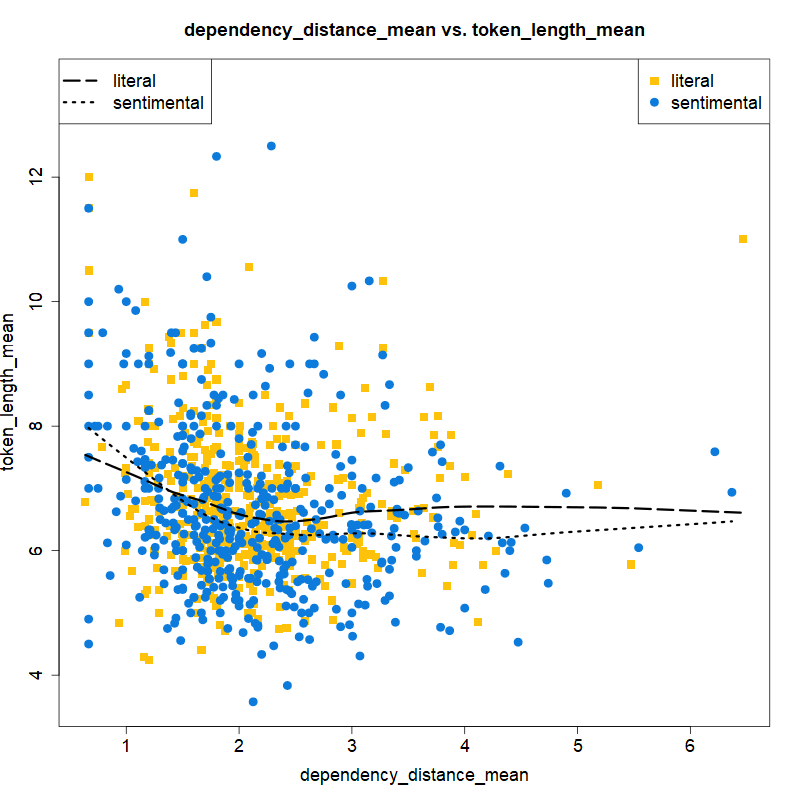 dependency_distance_mean vs. token_length_mean
literal
sentimental
literal
sentimental
12
10
8
6
4
token_length_mean
1 2 3 4 5 6
dependency_distance_mean